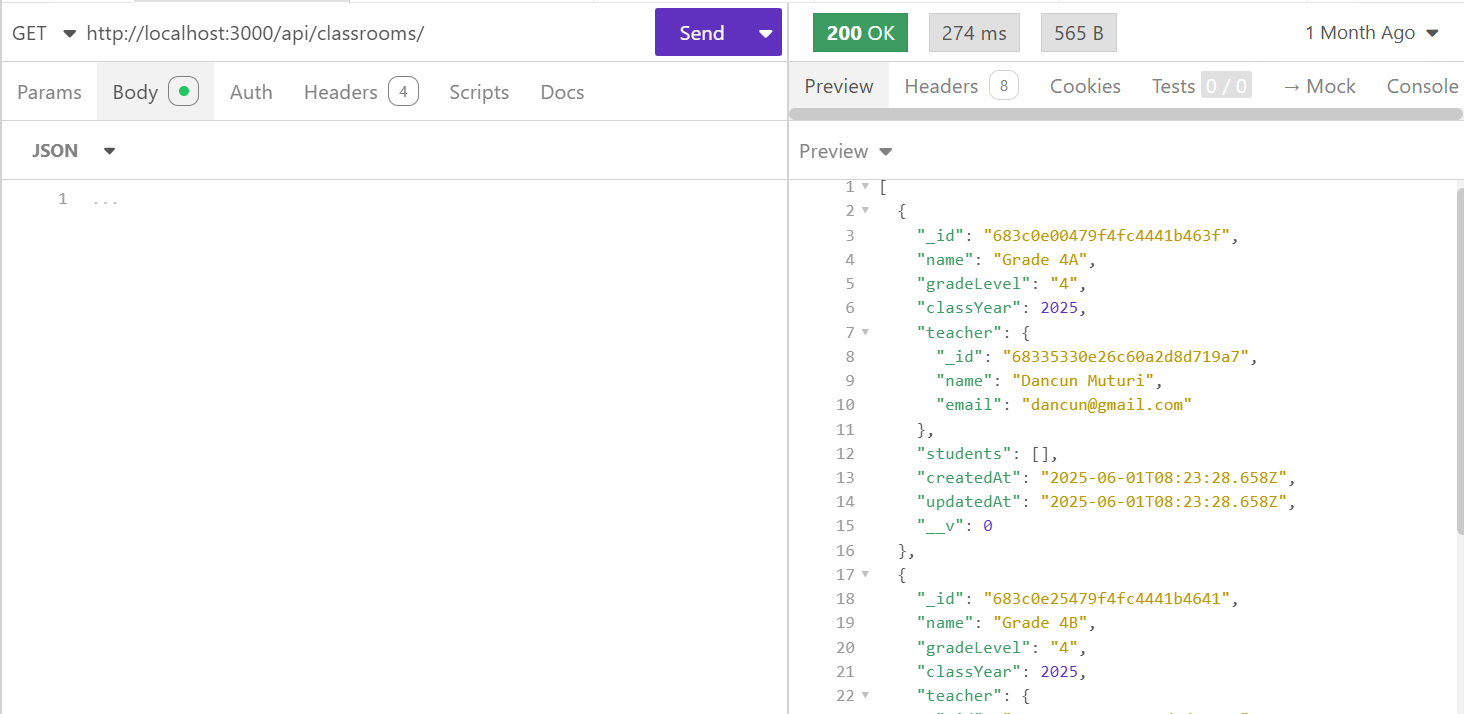 GET http://localhost:3000/api/classrooms/ Send
200 OK 274 ms 565 B 1 Month Ago
Params Body Auth Headers 4 Scripts Docs
Preview Headers 8 Cookies Tests 0 / 0 → Mock Console
JSON
Preview
1 ...
1 [
2 {
3 "_id": "683c0e00479f4fc4441b463f",
4 "name": "Grade 4A",
5 "gradeLevel": "4",
6 "classYear": 2025,
7 "teacher": {
8 "_id": "68335330e26c60a2d8d719a7",
9 "name": "Dancun Muturi",
10 "email": "dancun@gmail.com"
11 },
12 "students": [],
13 "createdAt": "2025-06-01T08:23:28.658Z",
14 "updatedAt": "2025-06-01T08:23:28.658Z",
15 "__v": 0
16 },
17 {
18 "_id": "683c0e25479f4fc4441b4641",
19 "name": "Grade 4B",
20 "gradeLevel": "4",
21 "classYear": 2025,
22 "teacher": {